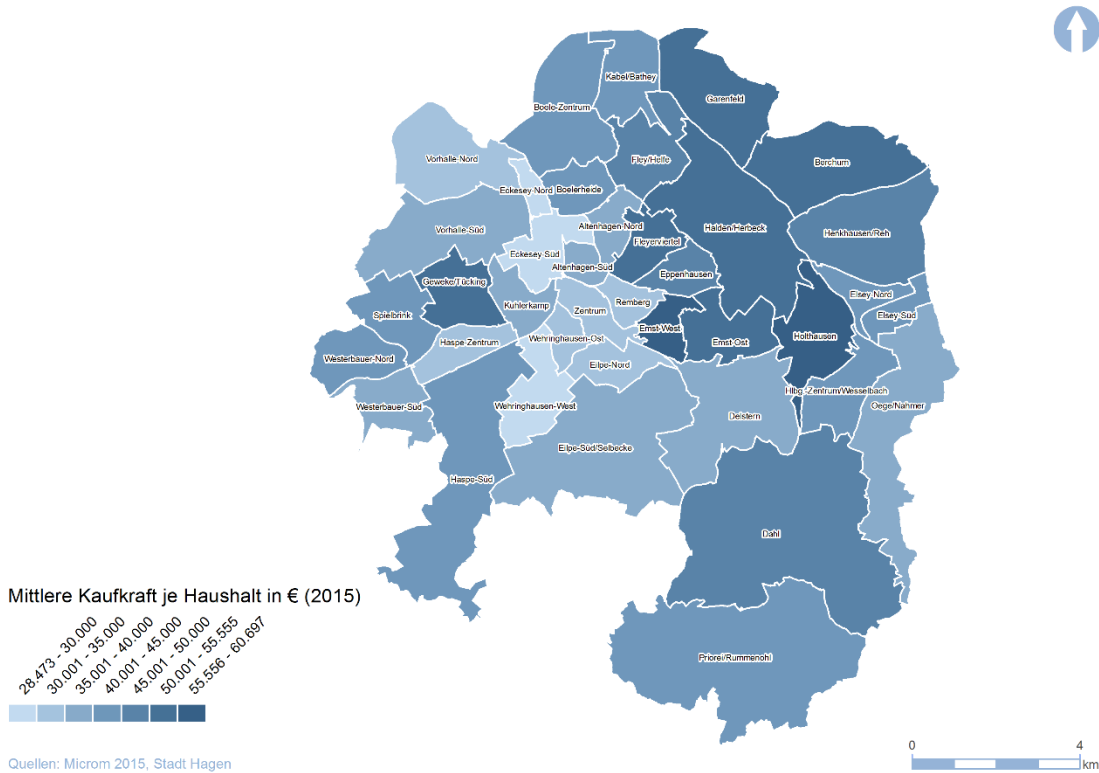 Kabel/Bathey
Garenfeld
Boele-Zentrum
Vorhalle-Nord
Fley/Helfe
Berchum
Eckesey-Nord
Boelerheide
Vorhalle-Süd
Altenhagen-Nord
Halden/Herbeck
Henkhausen/Reh
Fleyerviertel
Eckesey-Süd
Altenhagen-Süd
Eppenhausen
Geweke/Tücking
Elsey-Nord
Kuhlerkamp
Remberg
Spielbrink
Zentrum
Elsey-Süd
Emst-West
Holthausen
Haspe-Zentrum
Wehringhausen-Ost
Emst-Ost
Westerbauer-Nord
Eilpe-Nord
Hlbg.-Zentrum/Wesselbach
Westerbauer-Süd
Wehringhausen-West
Oege/Nahmer
Delstern
Eilpe-Süd/Selbecke
Haspe-Süd
Dahl
Priorei/Rummenohl
Mittlere Kaufkraft je Haushalt in € (2015)
28.473 - 30.000
30.001 - 35.000
35.001 - 40.000
40.001 - 45.000
45.001 - 50.000
50.001 - 55.555
55.556 - 60.697
Quellen: Microm 2015, Stadt Hagen
0 4
km